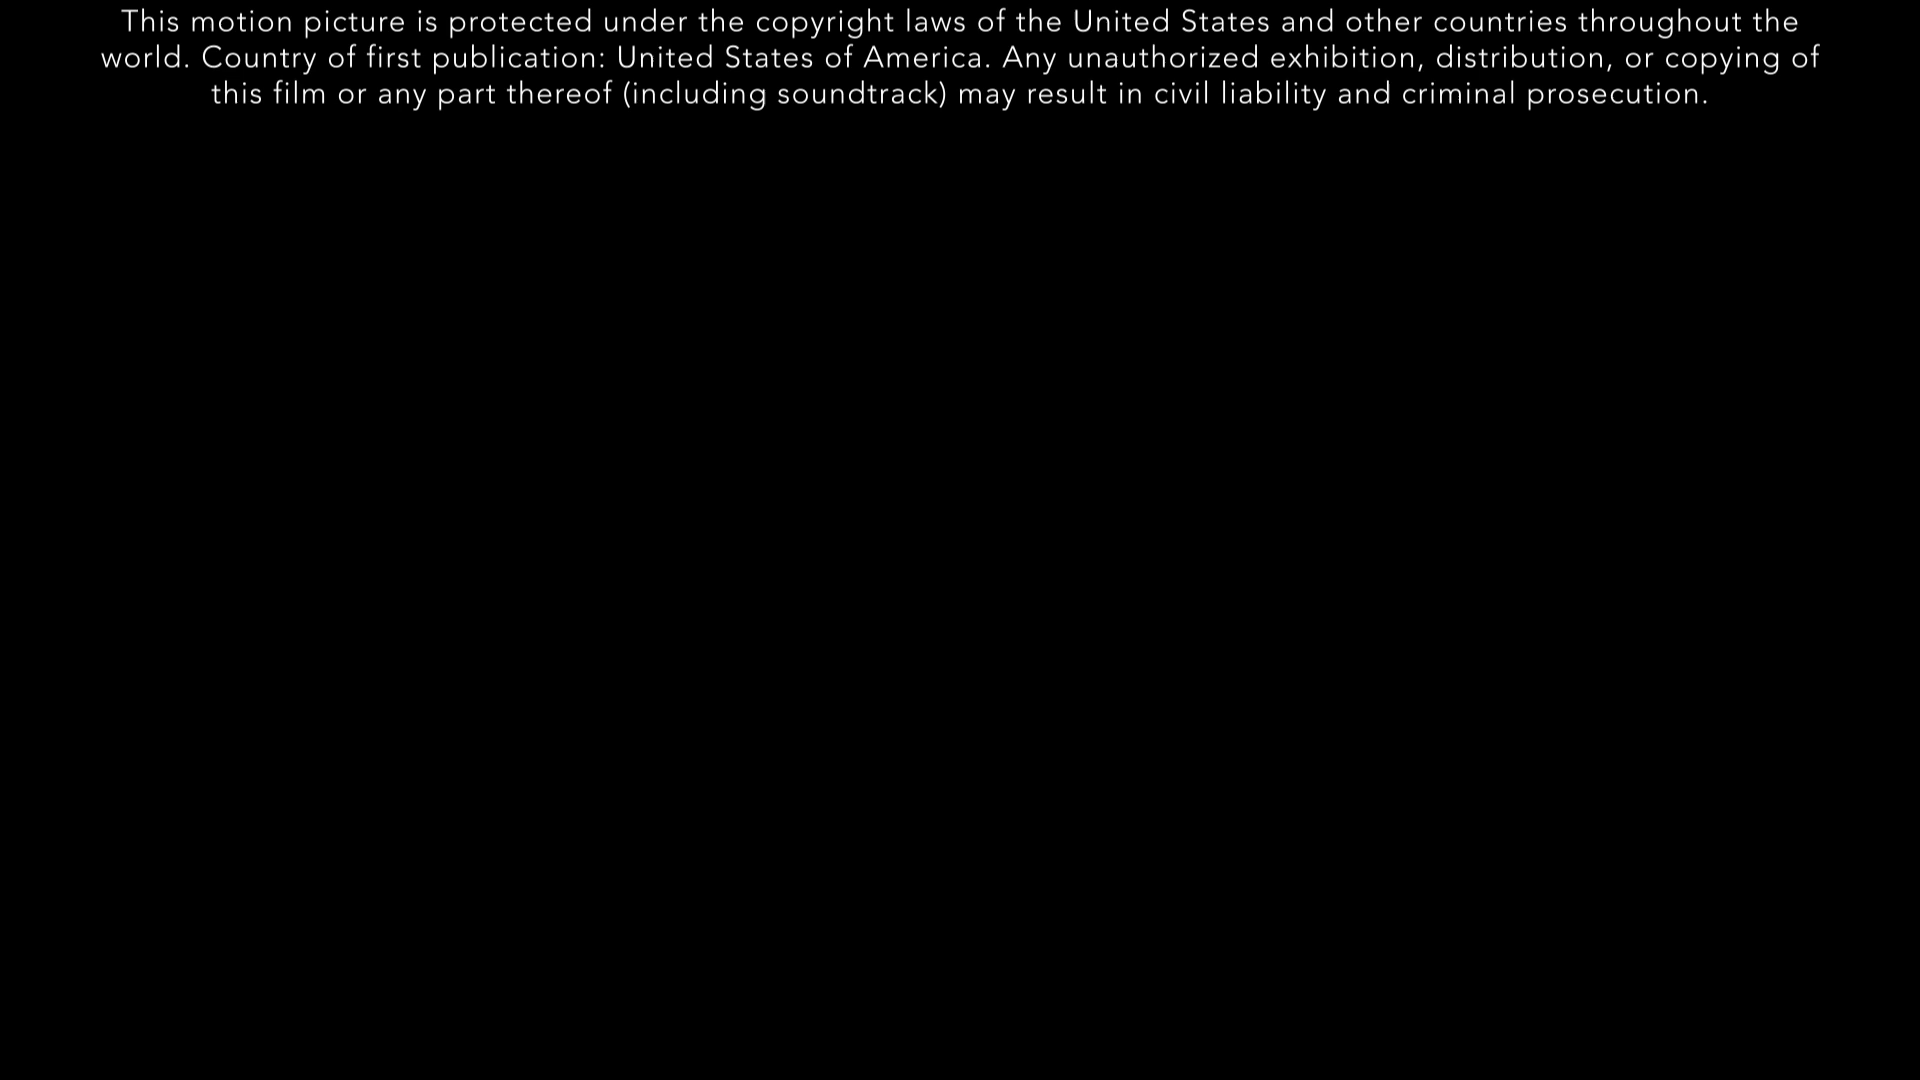 This motion picture is protected under the copyright laws of the United States and other countries throughout the
world. Country of first publication: United States of America. Any unauthorized exhibition, distribution, or copying of
this film or any part thereof (including soundtrack) may result in civil liability and criminal prosecution.